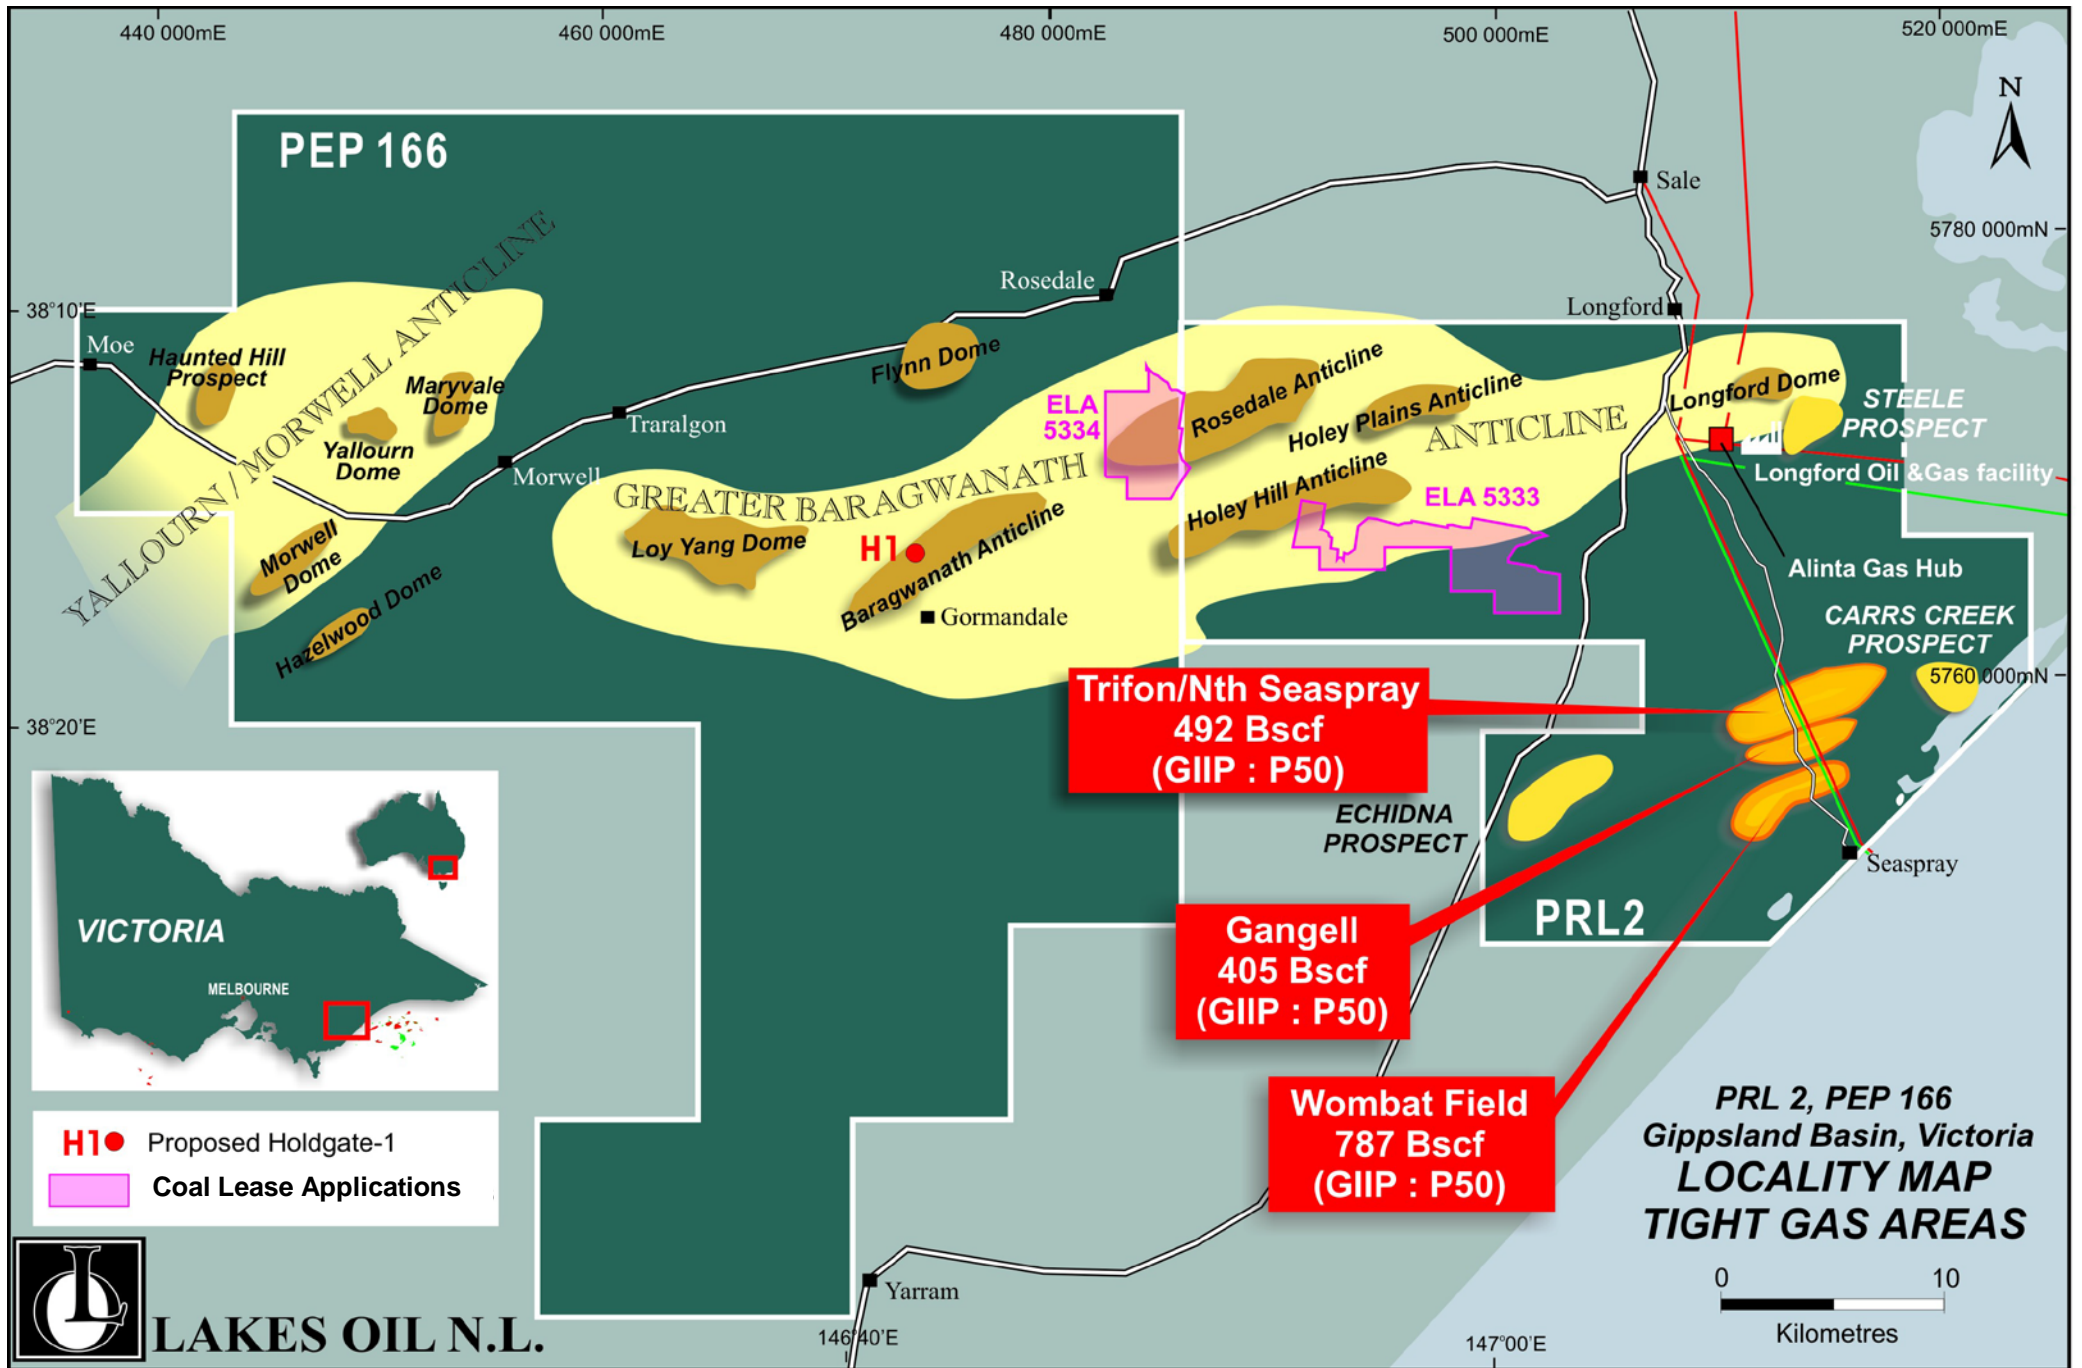 440 000mE
460 000mE
480 000mE
500 000mE
520 000mE
N
PEP 166
Sale
5780 000mN
YALLOURN / MORWELL ANTICLINE
Rosedale
38°10'E
Longford
Moe
Haunted Hill
Prospect
Maryvale
Dome
Flynn Dome
Yallourn
Dome
Traralgon
Morwell
ELA
5334
Rosedale Anticline
Holey Plains Anticline
Longford Dome
STEELE
PROSPECT
GREATER BARAGWANATH
ANTICLINE
Holey Hill Anticline
ELA 5333
Longford Oil &Gas facility
Loy Yang Dome
H1
Baragwanath Anticline
Morwell
Dome
Hazelwood Dome
Gormandale
Alinta Gas Hub
CARRS CREEK
PROSPECT
5760 000mN
Trifon/Nth Seaspray
492 Bscf
(GIIP : P50)
38°20'E
ECHIDNA
PROSPECT
Seaspray
PRL2
Gangell
405 Bscf
(GIIP : P50)
Wombat Field
787 Bscf
(GIIP : P50)
VICTORIA
MELBOURNE
H1 Proposed Holdgate-1
Coal Lease Applications
PRL 2, PEP 166
Gippsland Basin, Victoria
LOCALITY MAP
TIGHT GAS AREAS
0 10
Kilometres
Yarram
146°40'E
147°00'E
LAKES OIL N.L.